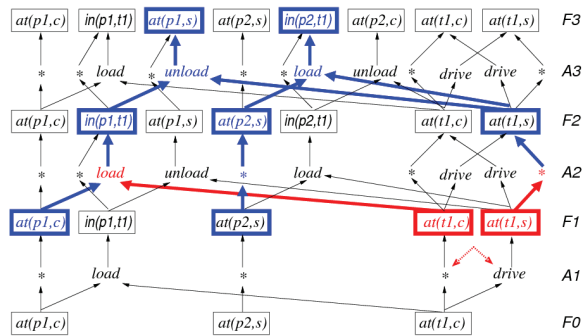 at(p1,c) in(p1,t1) at(p1,s) at(p2,s) in(p2,t1) at(p2,c) at(t1,c) at(t1,s) F3
* load * unload * load * unload * drive drive * A3
at(p1,c) in(p1,t1) at(p1,s) at(p2,s) in(p2,t1) at(t1,c) at(t1,s) F2
* load * unload * load * drive drive * A2
at(p1,c) in(p1,t1) at(p2,s) at(t1,c) at(t1,s) F1
* load * * drive A1
at(p1,c) at(p2,s) at(t1,c) F0